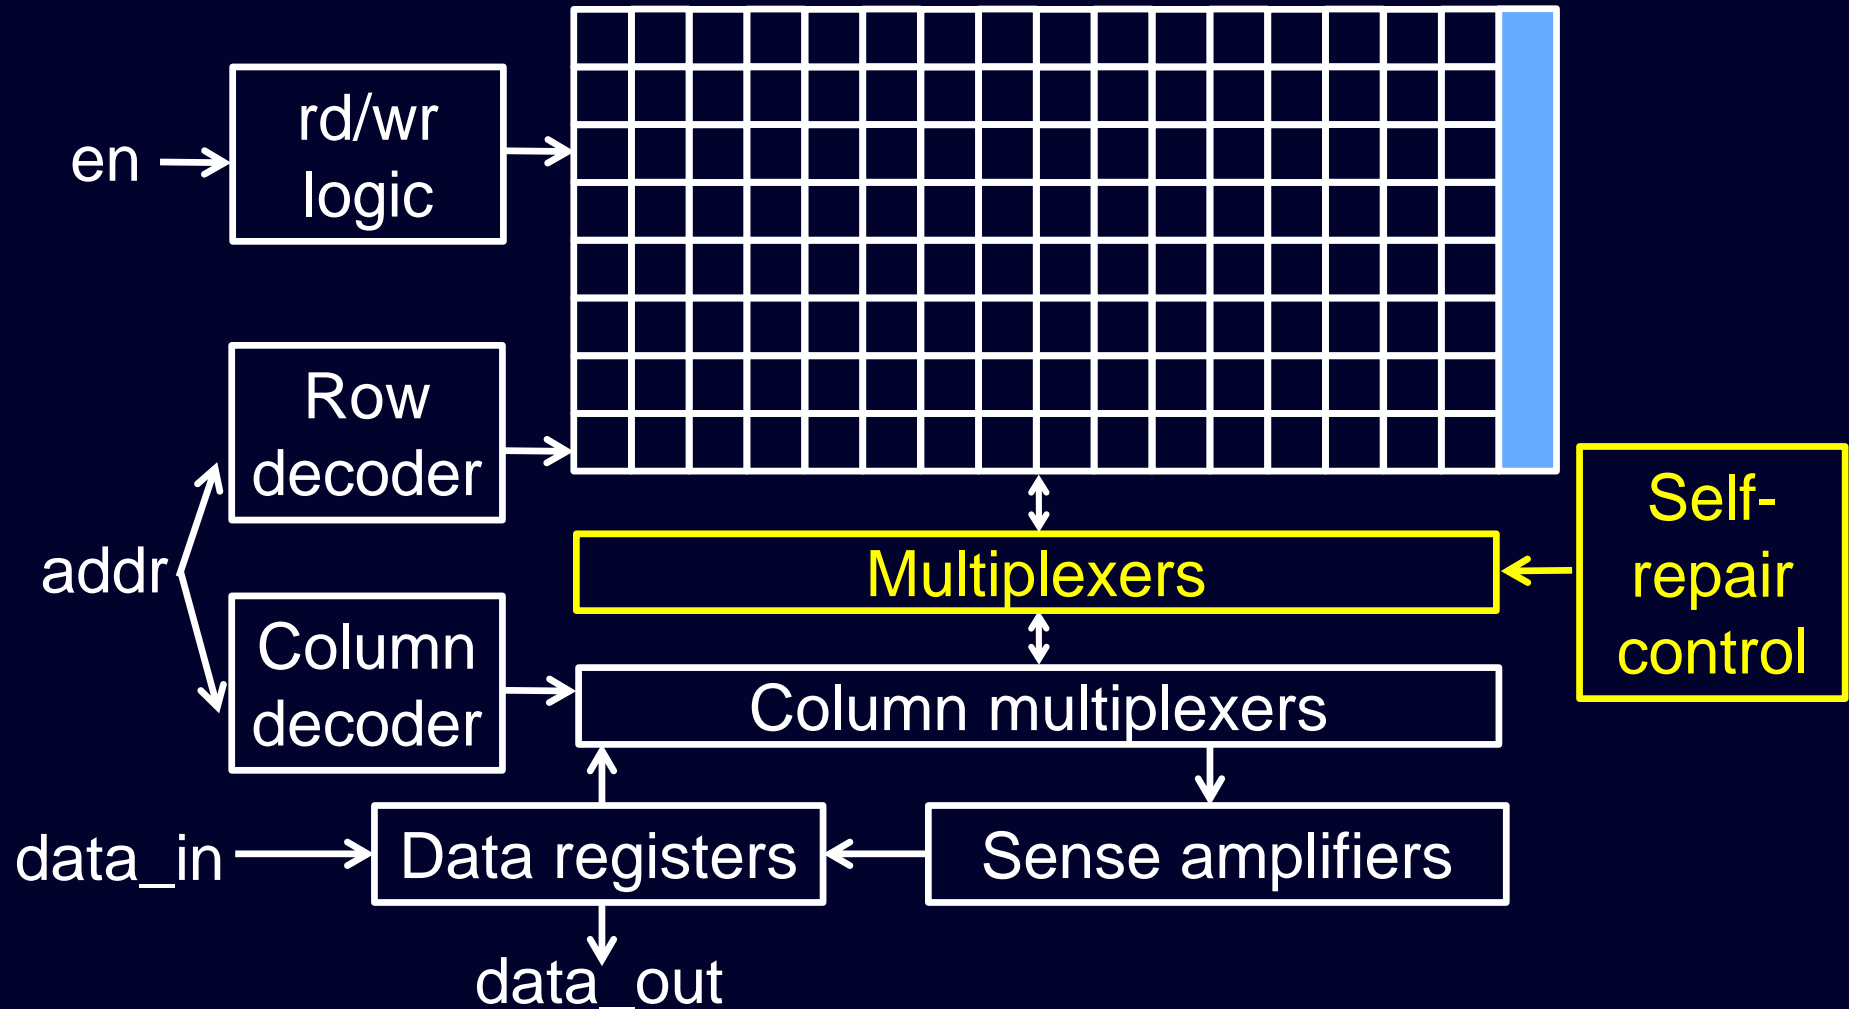 en
rd/wr
logic
Row
decoder
addr
Column
decoder
Multiplexers
Self-
repair
control
Column multiplexers
data_in
Data registers
Sense amplifiers
data_out